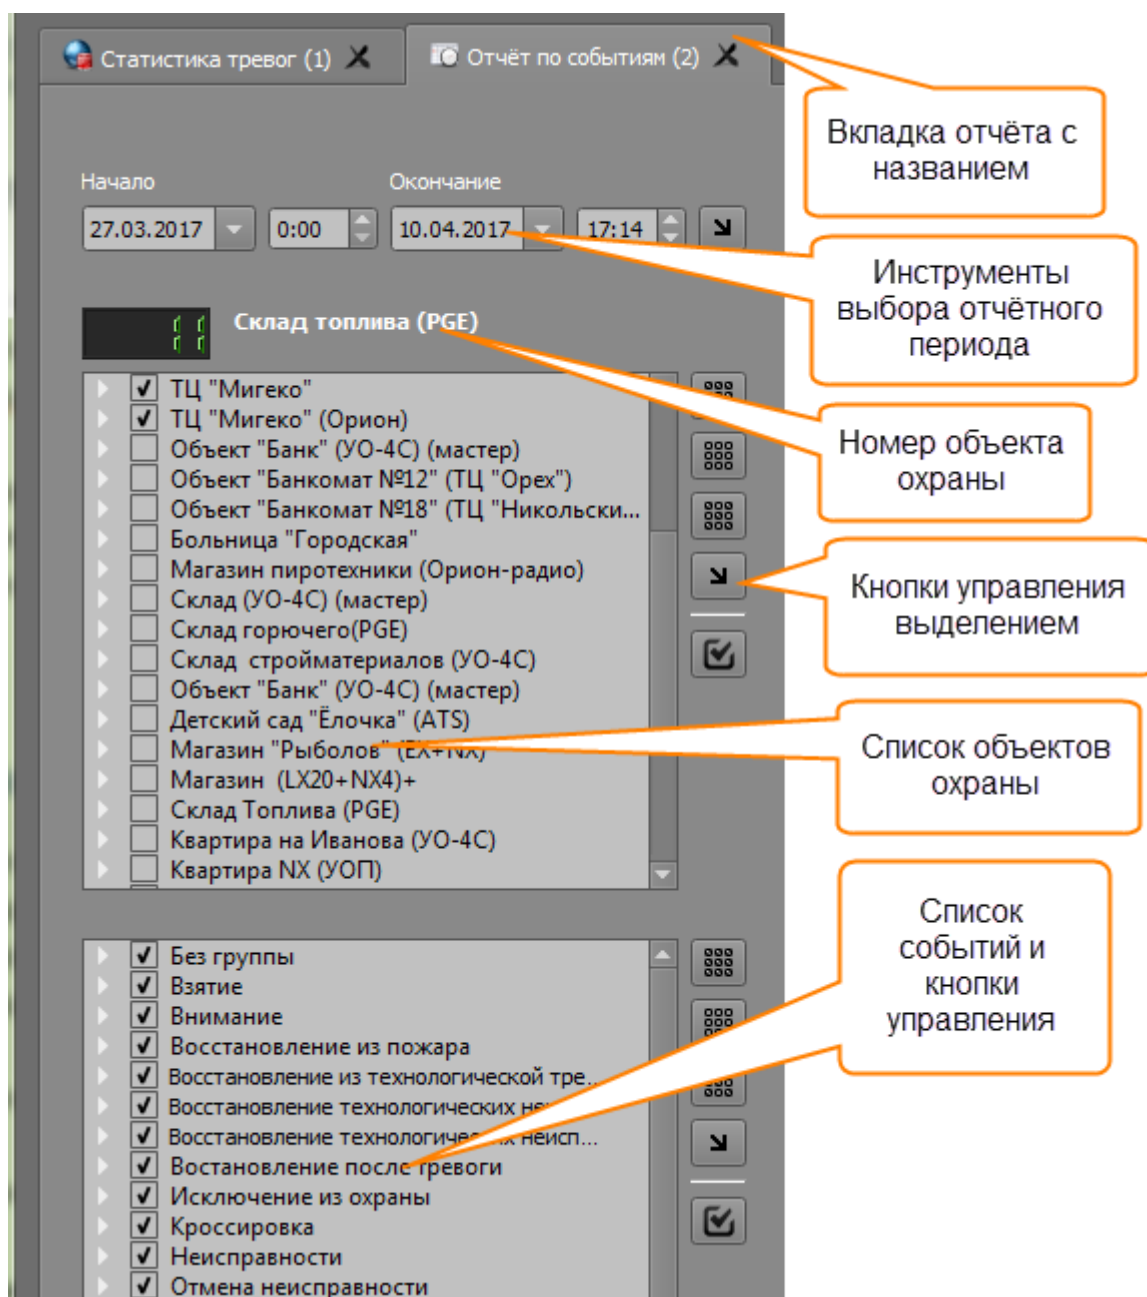 Статистика тревог (1)
Отчёт по событиям (2)
Вкладка отчёта с
названием
Начало
Окончание
27.03.2017
0:00
10.04.2017
17:14
Инструменты
выбора отчётного
периода
11
Склад топлива (PGE)
Номер объекта
охраны
ТЦ "Мигеко"
ТЦ "Мигеко" (Орион)
Объект "Банк" (УО-4С) (мастер)
Объект "Банкомат №12" (ТЦ "Орех")
Объект "Банкомат №18" (ТЦ "Никольски...
Больница "Городская"
Магазин пиротехники (Орион-радио)
Склад (УО-4С) (мастер)
Склад горючего(PGE)
Склад  стройматериалов (УО-4С)
Объект "Банк" (УО-4С) (мастер)
Детский сад "Ёлочка" (ATS)
Магазин "Рыболов" (EX+NX)
Магазин  (LX20+NX4)+
Склад Топлива (PGE)
Квартира на Иванова (УО-4С)
Квартира NX (УОП)
Кнопки управления
выделением
Список объектов
охраны
Список
событий и
кнопки
управления
Без группы
Взятие
Внимание
Восстановление из пожара
Восстановление из технологической тре...
Восстановление технологических
Восстановление технологических неисп...
Востановление после тревоги
Исключение из охраны
Кроссировка
Неисправности
Отмена неисправности